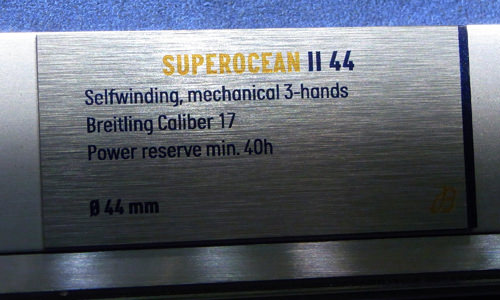 SUPEROCEAN II 44
Selfwinding, mechanical 3-hands
Breitling Caliber 17
Power reserve min. 40h
Ø 44 mm